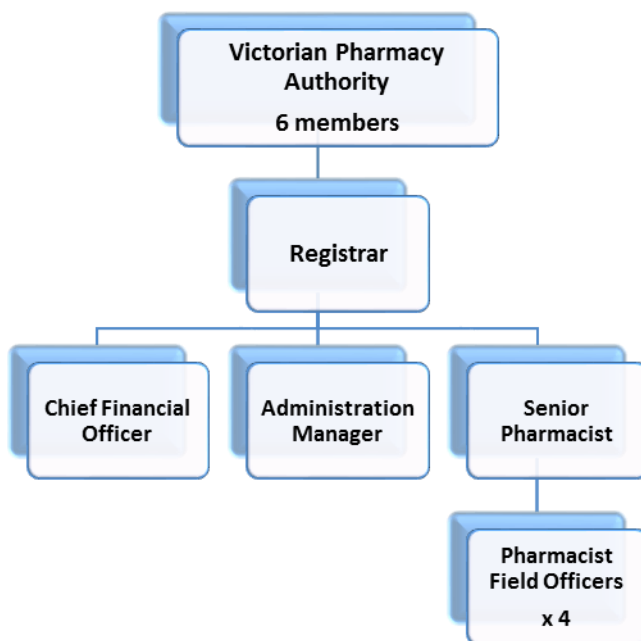 Victorian Pharmacy
Authority
6 members
Registrar
Chief Financial
Officer
Administration
Manager
Senior
Pharmacist
Pharmacist
Field Officers
x 4